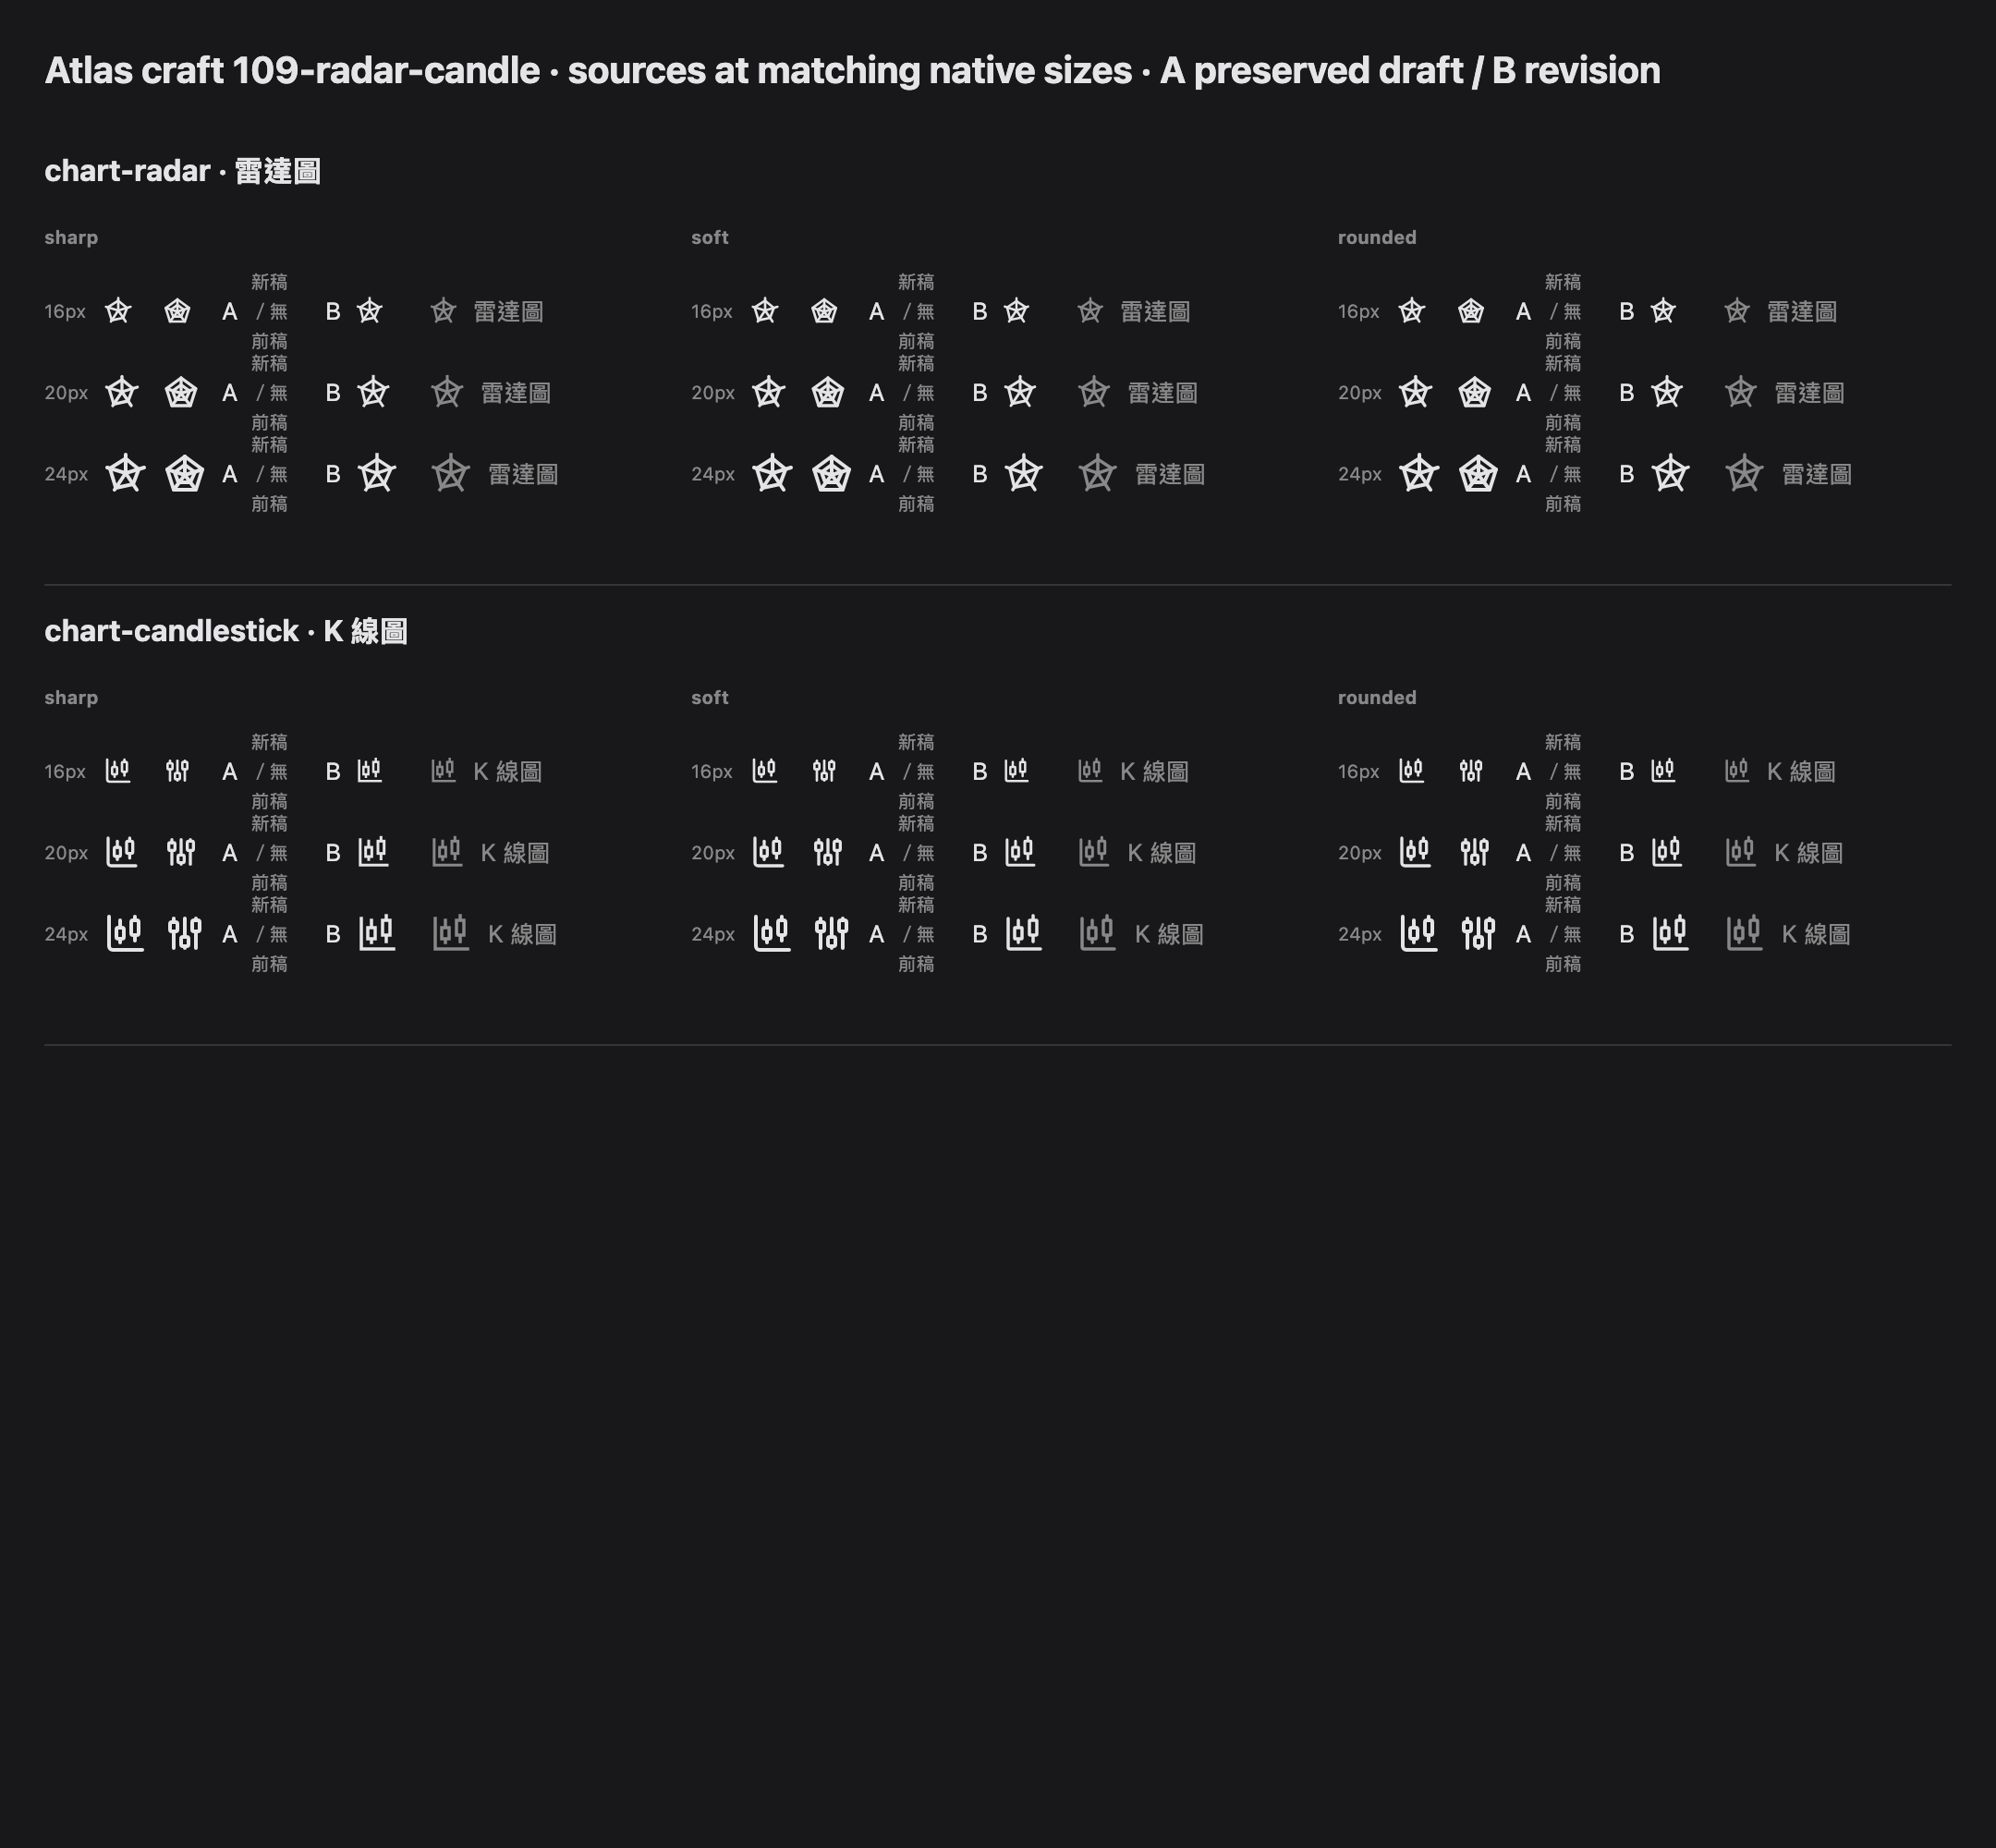 Atlas craft 109-radar-candle · sources at matching native sizes · A preserved draft / B revision
chart-radar · 雷達圖
sharp
16px A 新稿 / 無前稿 B 雷達圖
20px A 新稿 / 無前稿 B 雷達圖
24px A 新稿 / 無前稿 B 雷達圖
soft
16px A 新稿 / 無前稿 B 雷達圖
20px A 新稿 / 無前稿 B 雷達圖
24px A 新稿 / 無前稿 B 雷達圖
rounded
16px A 新稿 / 無前稿 B 雷達圖
20px A 新稿 / 無前稿 B 雷達圖
24px A 新稿 / 無前稿 B 雷達圖
chart-candlestick · K 線圖
sharp
16px A 新稿 / 無前稿 B K 線圖
20px A 新稿 / 無前稿 B K 線圖
24px A 新稿 / 無前稿 B K 線圖
soft
16px A 新稿 / 無前稿 B K 線圖
20px A 新稿 / 無前稿 B K 線圖
24px A 新稿 / 無前稿 B K 線圖
rounded
16px A 新稿 / 無前稿 B K 線圖
20px A 新稿 / 無前稿 B K 線圖
24px A 新稿 / 無前稿 B K 線圖